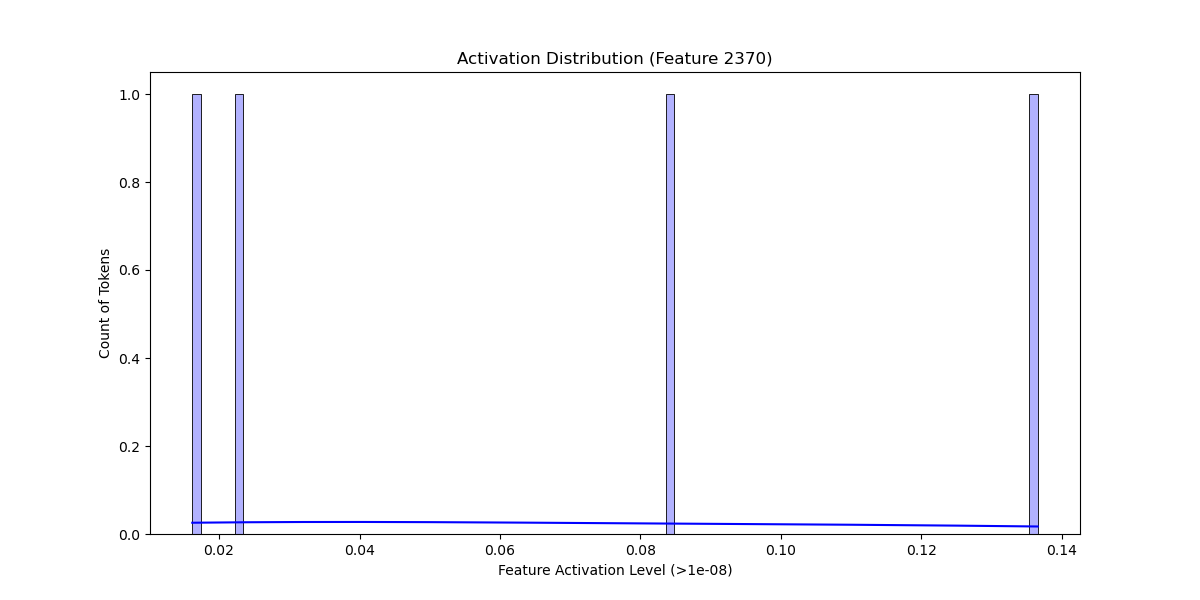 Activation Distribution (Feature 2370)
Count of Tokens
1.0
0.8
0.6
0.4
0.2
0.0
0.02 0.04 0.06 0.08 0.10 0.12 0.14
Feature Activation Level (>1e-08)